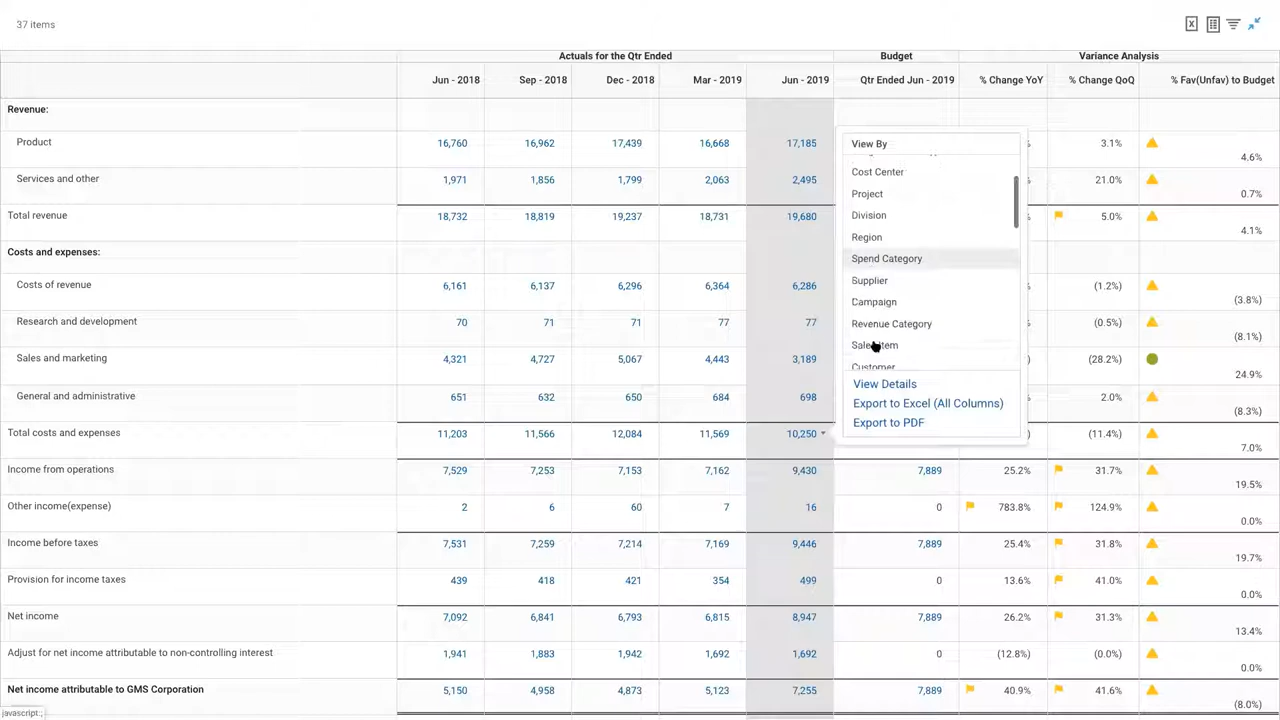 37 items
Actuals for the Qtr Ended Budget Variance Analysis
Jun - 2018 Sep - 2018 Dec - 2018 Mar - 2019 Jun - 2019 Qtr Ended Jun - 2019 % Change YoY % Change QoQ % Fav(Unfav) to Budget
Revenue:
Product 16,760 16,962 17,439 16,668 17,185 3.1% 4.6%
Services and other 1,971 1,856 1,799 2,063 2,495 21.0% 0.7%
Total revenue 18,732 18,819 19,237 18,731 19,680 5.0% 4.1%
Costs and expenses:
Costs of revenue 6,161 6,137 6,296 6,364 6,286 (1.2%) (3.8%)
Research and development 70 71 71 77 77 (0.5%) (8.1%)
Sales and marketing 4,321 4,727 5,067 4,443 3,189 (28.2%) 24.9%
General and administrative 651 632 650 684 698 2.0% (8.3%)
Total costs and expenses 11,203 11,566 12,084 11,569 10,250 (11.4%) 7.0%
View By
Cost Center
Project
Division
Region
Spend Category
Supplier
Campaign
Revenue Category
Sales Item
Customer
View Details
Export to Excel (All Columns)
Export to PDF
Income from operations 7,529 7,253 7,153 7,162 9,430 7,889 25.2% 31.7% 19.5%
Other income(expense) 2 6 60 7 16 0 783.8% 124.9% 0.0%
Income before taxes 7,531 7,259 7,214 7,169 9,446 7,889 25.4% 31.8% 19.7%
Provision for income taxes 439 418 421 354 499 0 13.6% 41.0% 0.0%
Net income 7,092 6,841 6,793 6,815 8,947 7,889 26.2% 31.3% 13.4%
Adjust for net income attributable to non-controlling interest 1,941 1,883 1,942 1,692 1,692 0 (12.8%) (0.0%) 0.0%
Net income attributable to GMS Corporation 5,150 4,958 4,873 5,123 7,255 7,889 40.9% 41.6% (8.0%)
javascript:;